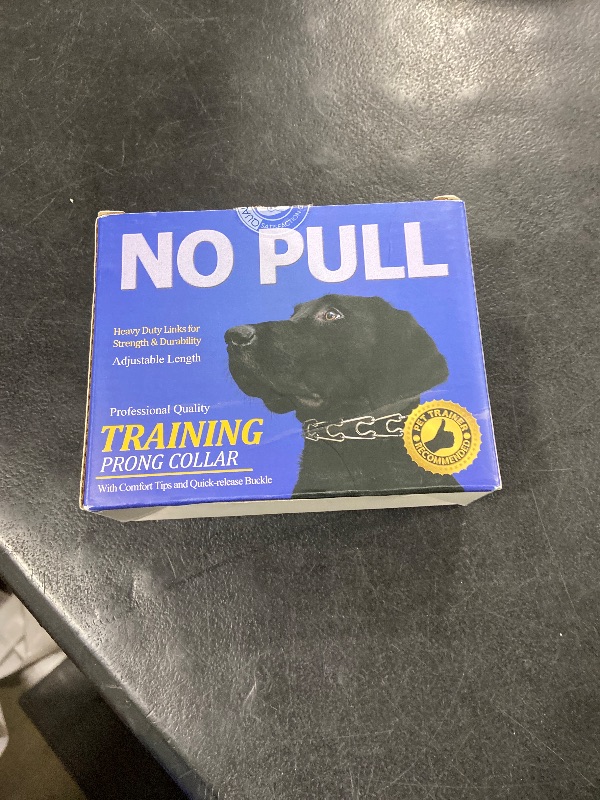 SATISFACTION
NO PULL
Heavy Duty Links for
Strength & Durability
Adjustable Length
Professional Quality
TRAINING
PRONG COLLAR
With Comfort Tips and Quick-release Buckle
PET TRAINER
RECOMMENDED